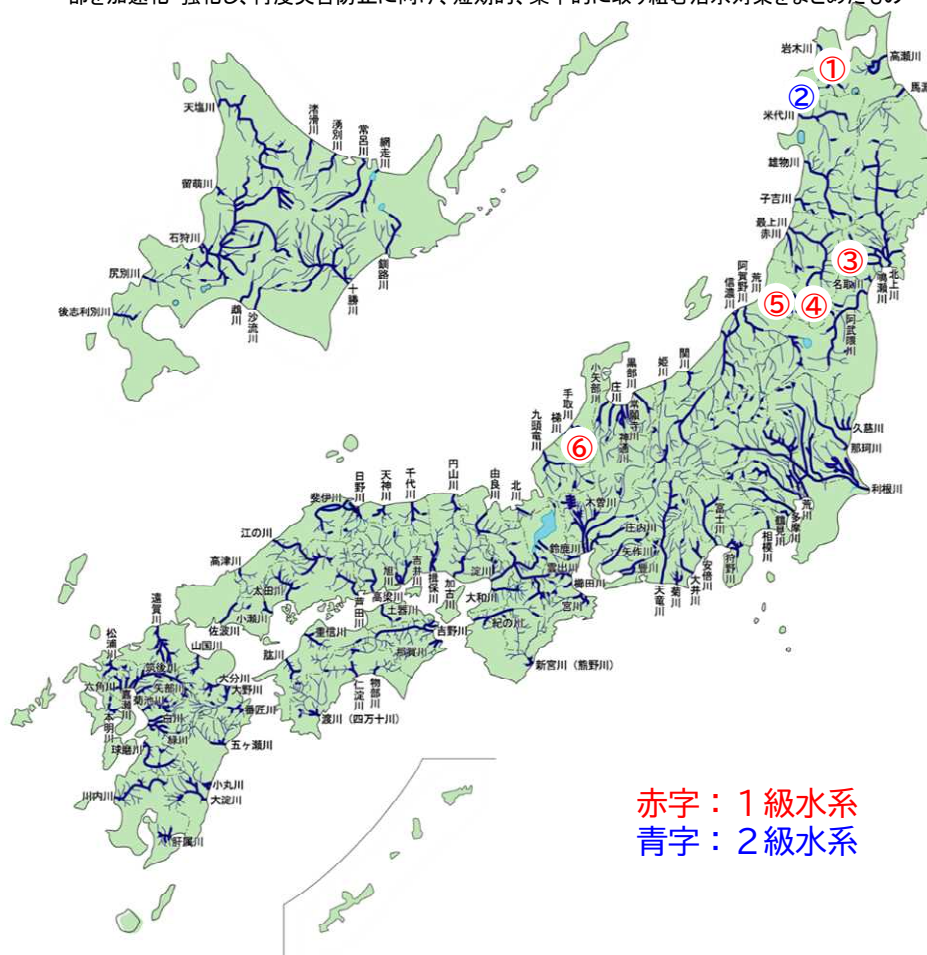 部を加速化・強化し、再度災害防止に向け、短期的、集中的に取り組む治水対策をまとめたもの
岩木川
①
高瀬川
②
米代川
雄物川
子吉川
最上川
赤川
③
名取川
鳴瀬川
北上川
荒川
阿賀野川
信濃川
⑤
④
阿武隈川
天塩川
渚滑川
湧別川
常呂川
網走川
留萌川
石狩川
尻別川
後志利別川
鵡川
沙流川
十勝川
釧路川
関川
姫川
黒部川
常願寺川
神通川
庄川
小矢部川
手取川
梯川
九頭竜川
⑥
久慈川
那珂川
利根川
荒川
多摩川
鶴見川
相模川
狩野川
富士川
安倍川
大井川
菊川
天竜川
豊川
矢作川
庄内川
木曽川
鈴鹿川
雲出川
櫛田川
宮川
北川
由良川
円山川
千代川
天神川
日野川
斐伊川
江の川
高津川
太田川
小瀬川
佐波川
芦田川
高梁川
旭川
吉井川
揖保川
加古川
淀川
大和川
紀の川
新宮川（熊野川）
土器川
吉野川
那賀川
重信川
肱川
物部川
仁淀川
渡川（四万十川）
遠賀川
松浦川
山国川
筑後川
大分川
大野川
六角川
嘉瀬川
矢部川
菊池川
番匠川
本明川
白川
緑川
球磨川
五ヶ瀬川
小丸川
大淀川
川内川
肝属川
赤字：１級水系
青字：２級水系